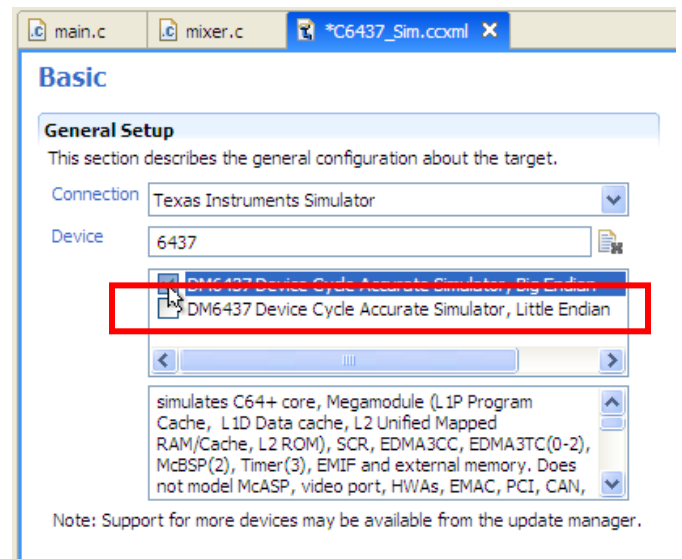 main.c
mixer.c
*C6437_Sim.ccxml
Basic
General Setup
This section describes the general configuration about the target.
Connection
Texas Instruments Simulator
Device
6437
DM6437 Device Cycle Accurate Simulator, Big Endian
DM6437 Device Cycle Accurate Simulator, Little Endian
simulates C64+ core, Megamodule (L1P Program
Cache, L1D Data cache, L2 Unified Mapped
RAM/Cache, L2 ROM), SCR, EDMA3CC, EDMA3TC(0-2),
McBSP(2), Timer(3), EMIF and external memory. Does
not model McASP, video port, HWAs, EMAC, PCI, CAN,
Note: Support for more devices may be available from the update manager.